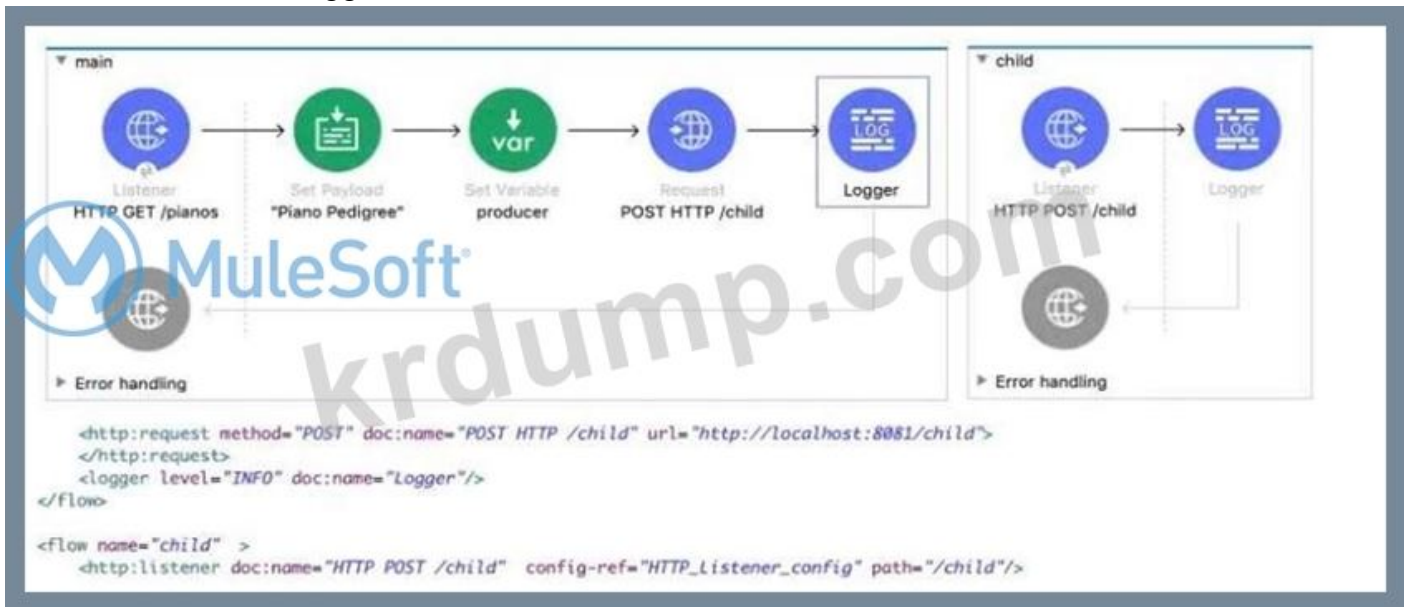 main
child
Listener
HTTP GET /pianos
Set Payload
"Piano Pedigree"
var
Set Variable
producer
Request
POST HTTP /child
LOG
Logger
Listener
HTTP POST /child
LOG
Logger
MuleSoft
krdump.com
Error handling
Error handling
<http:request method="POST" doc:name="POST HTTP /child" url="http://localhost:8081/child">
</http:request>
<logger level="INFO" doc:name="Logger"/>
</flow>
<flow name="child" >
<http:listener doc:name="HTTP POST /child" config-ref="HTTP_Listener_config" path="/child"/>